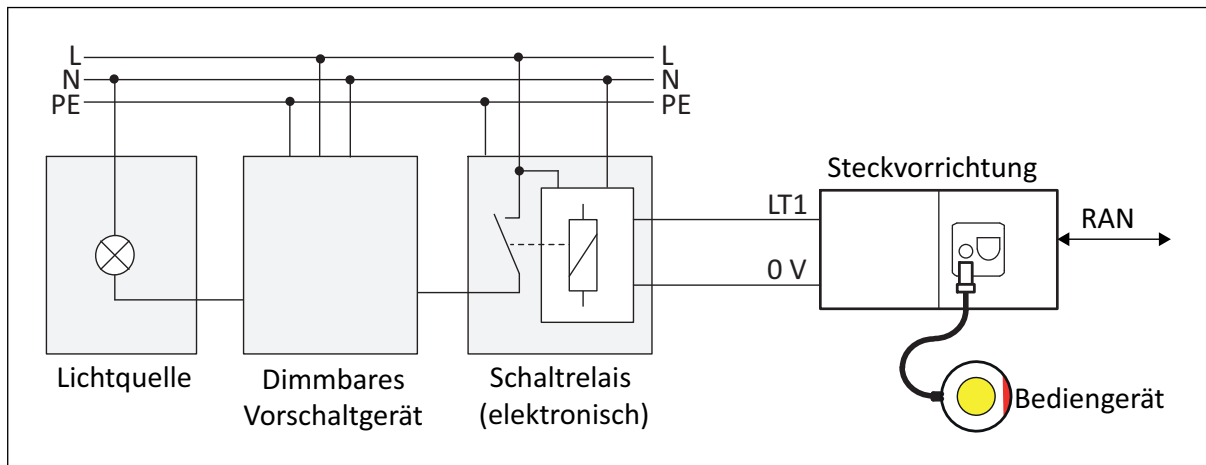 L
L
N
N
PE
PE
Steckvorrichtung
LT1
RAN
0 V
Lichtquelle
Dimmbares
Vorschaltgerät
Schaltrelais
(elektronisch)
Bediengerät